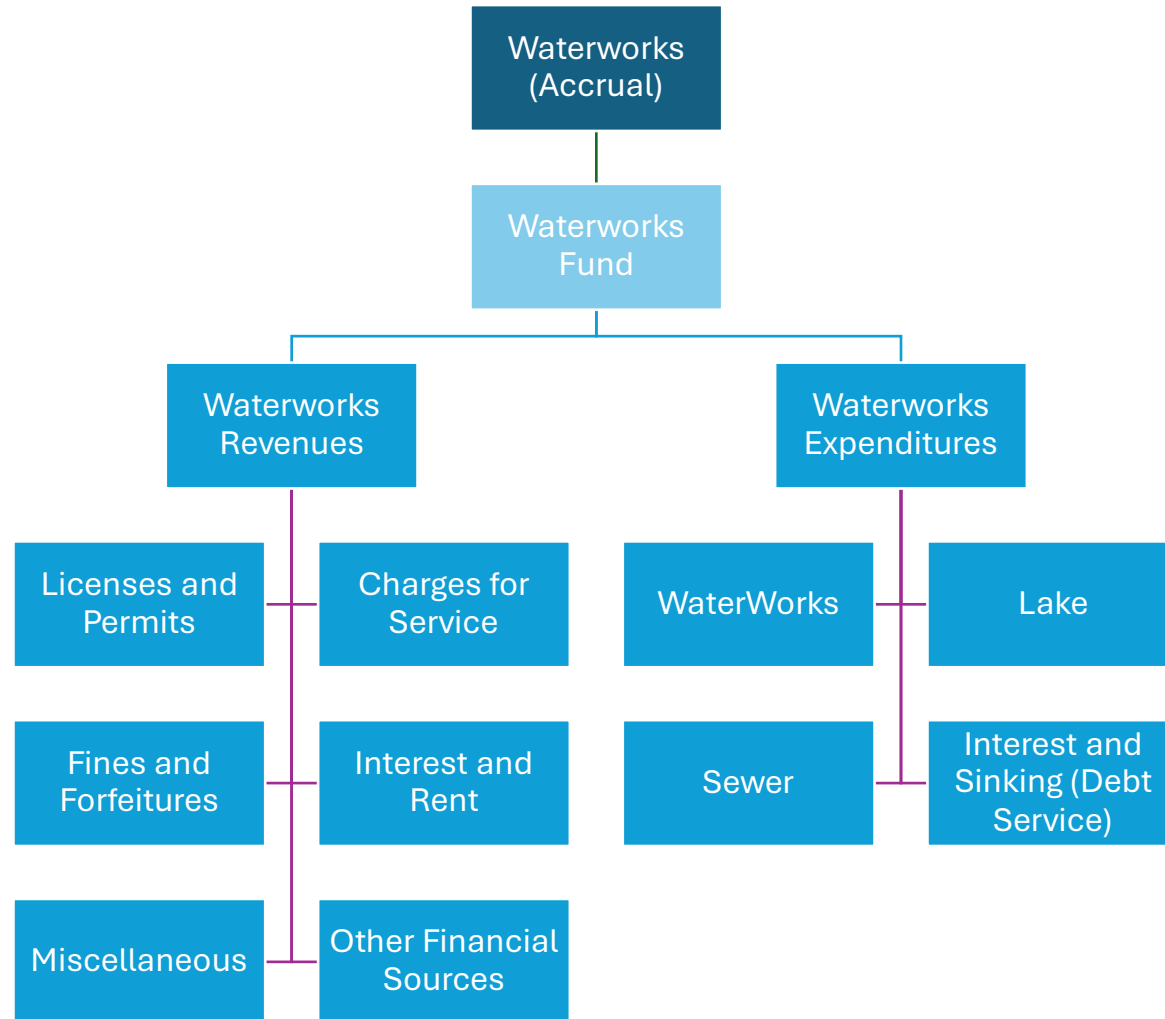 Waterworks
(Accrual)
Waterworks
Fund
Waterworks
Revenues
Waterworks
Expenditures
Licenses and
Permits
Charges for
Service
WaterWorks
Lake
Fines and
Forfeitures
Interest and
Rent
Sewer
Interest and
Sinking (Debt
Service)
Miscellaneous
Other Financial
Sources